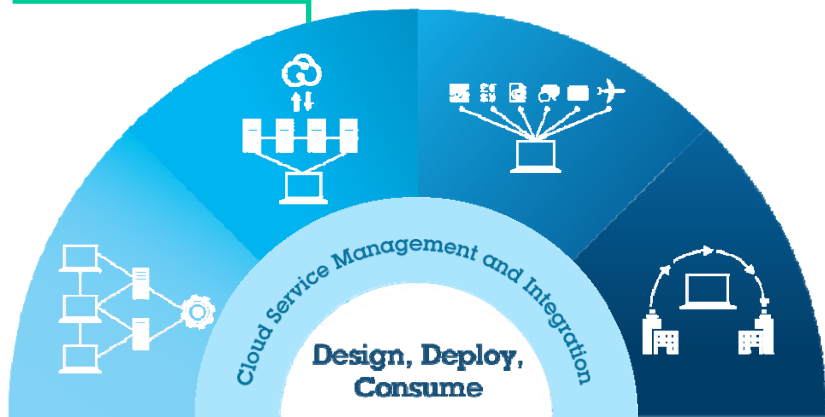 Cloud Service Management and Integration
Design, Deploy,
Consume